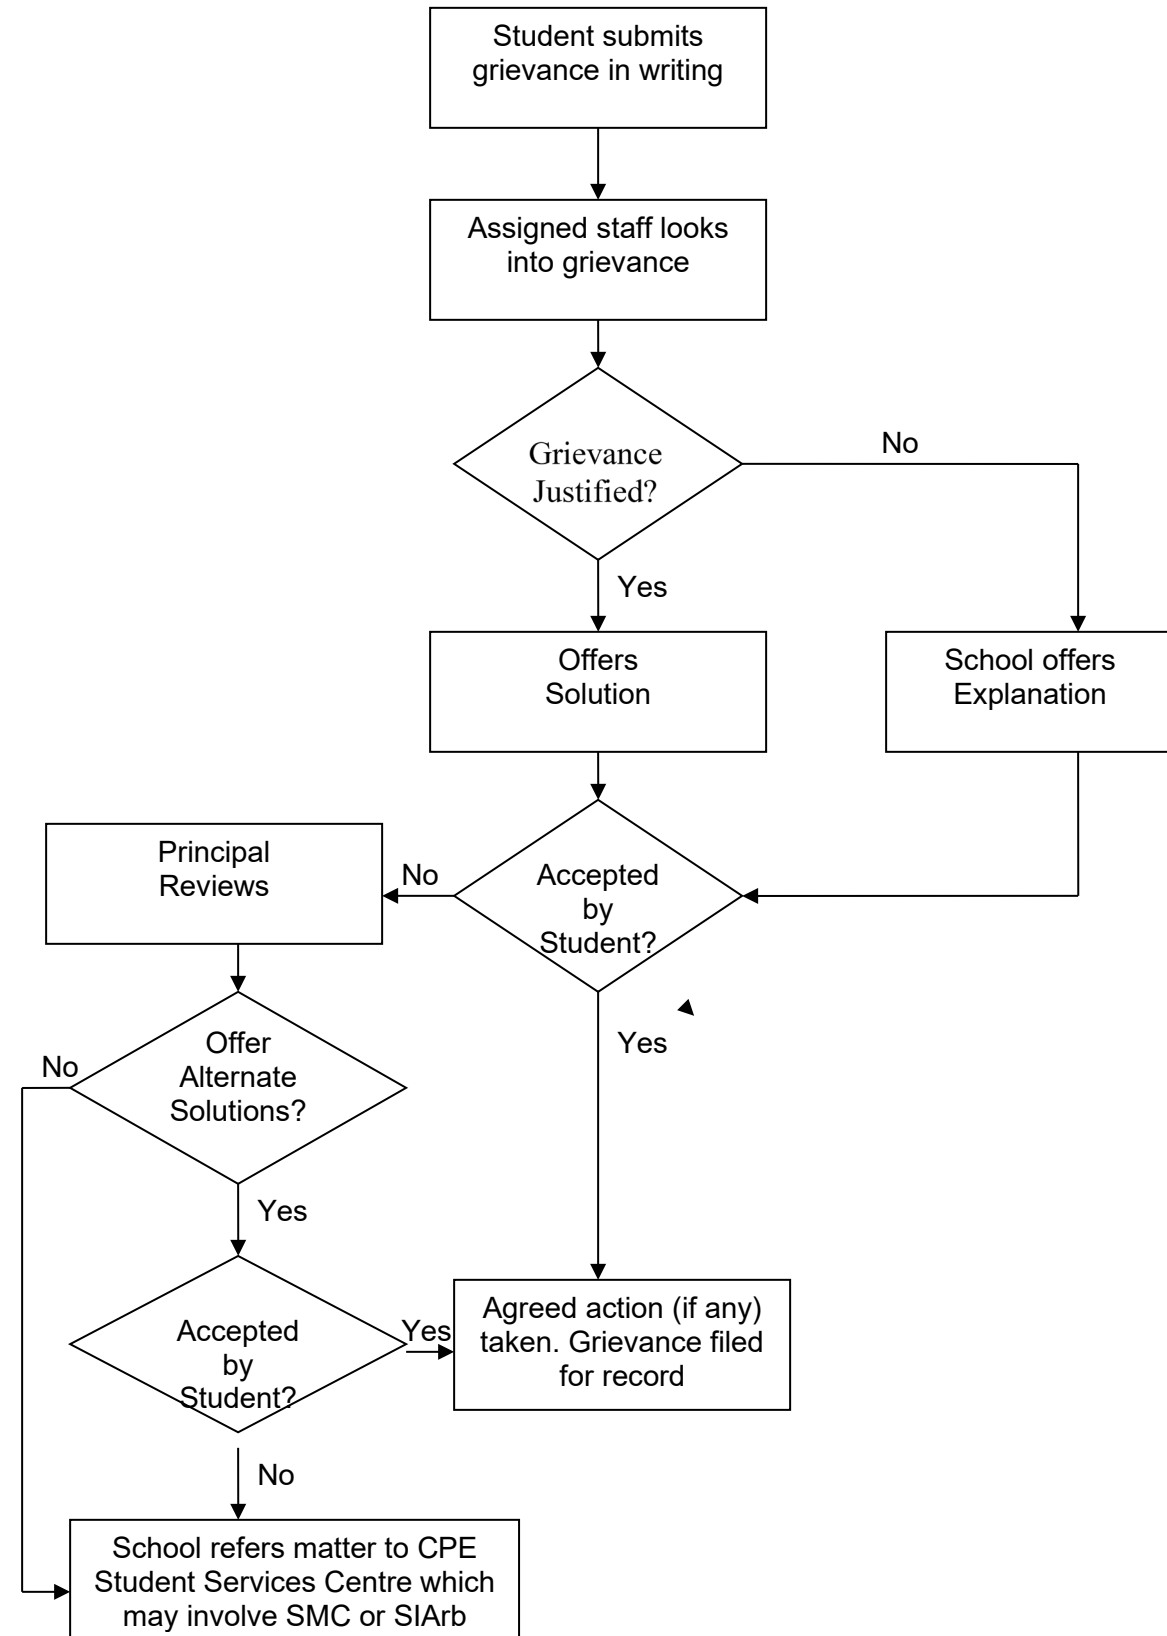 Student submits
grievance in writing
Assigned staff looks
into grievance
Grievance
Justified?
No
Yes
Offers
Solution
School offers
Explanation
Principal
Reviews
No
Accepted
by
Student?
Yes
Offer
Alternate
Solutions?
No
Yes
Accepted
by
Student?
Yes
Agreed action (if any)
taken. Grievance filed
for record
No
School refers matter to CPE
Student Services Centre which
may involve SMC or SIArb